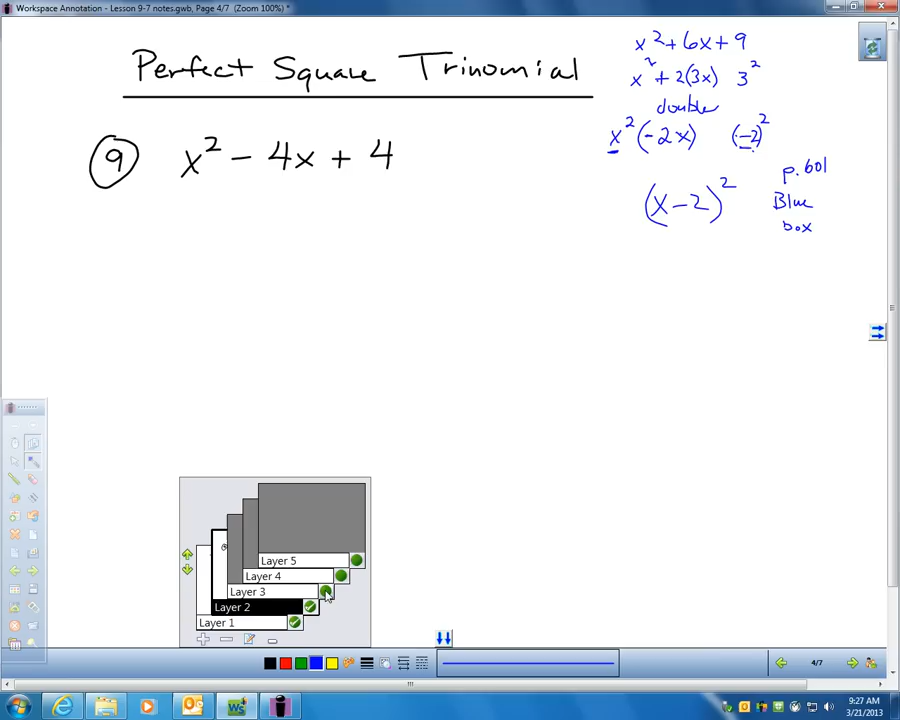 Workspace Annotation - Lesson 9-7 notes.gwb, Page 4/7 (Zoom 100%) *
Perfect Square Trinomial
9 x² - 4x + 4
x² + 6x + 9
x² + 2(3x) 3²
double
x² (-2x) (-2)²
(x-2)²
p.601
Blue
box
Layer 5
Layer 4
Layer 3
Layer 2
Layer 1
4/7
9:27 AM
3/21/2013